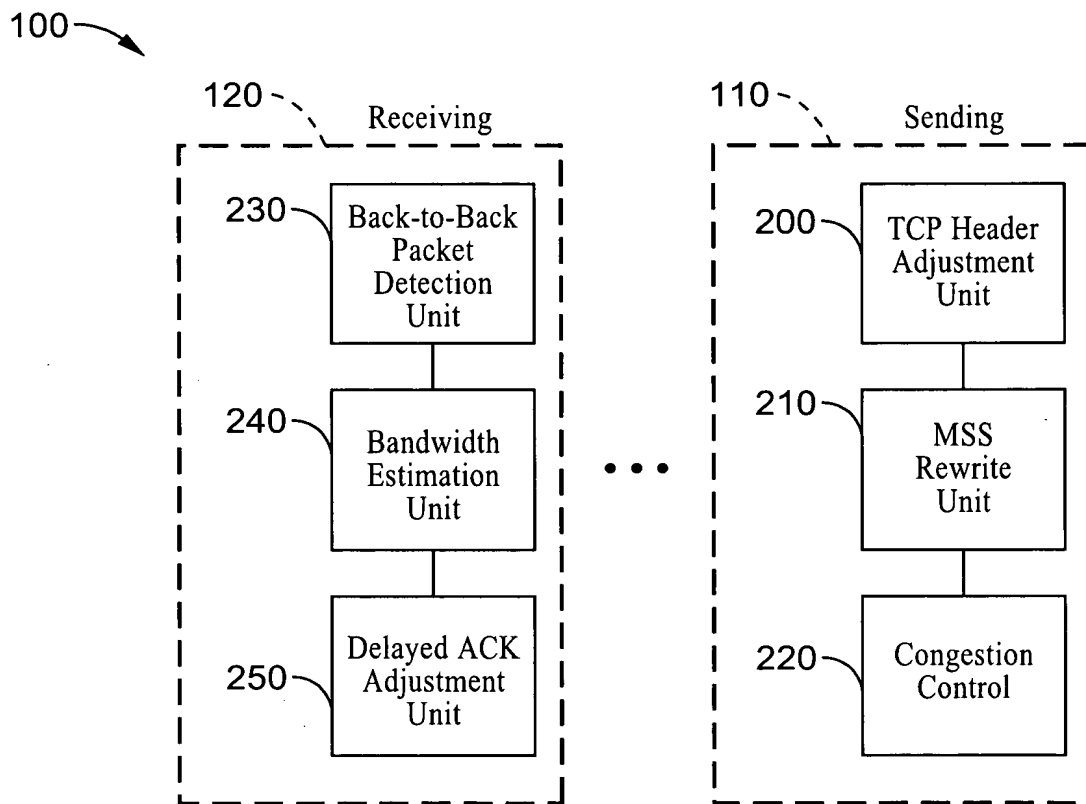 100
120
Receiving
110
Sending
230
Back-to-Back
Packet
Detection
Unit
200
TCP Header
Adjustment
Unit
240
Bandwidth
Estimation
Unit
210
MSS
Rewrite
Unit
250
Delayed ACK
Adjustment
Unit
220
Congestion
Control